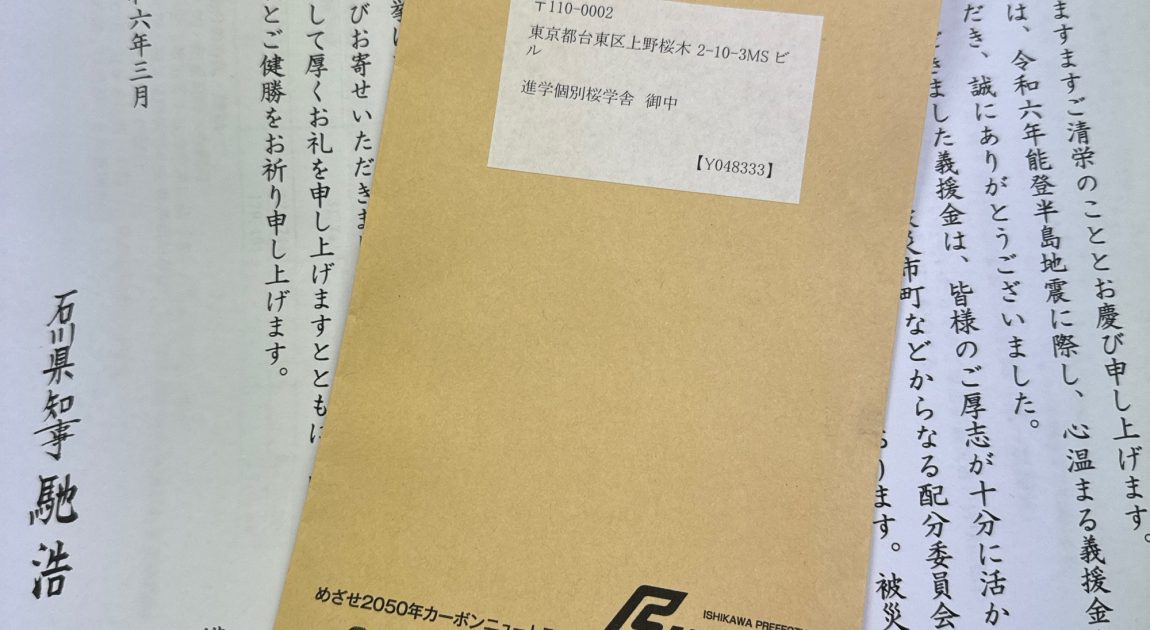 ますますご清栄のこととお慶び申し上げます。
は、令和六年能登半島地震に際し、心温まる義援金
だき、誠にありがとうございました。
きました義援金は、皆様のご厚志が十分に活か
災市町などからなる配分委員会
ります。被災
挙
びお寄せいただきま
して厚くお礼を申し上げますとともに
とご健勝をお祈り申し上げます。
六年三月
石川県知事 馳 浩
〒110-0002
東京都台東区上野桜木 2-10-3MS ビ
ル
進学個別桜学舎 御中
【Y048333】
めざせ2050年カーボンニュート
ISHIKAWA PREFECT